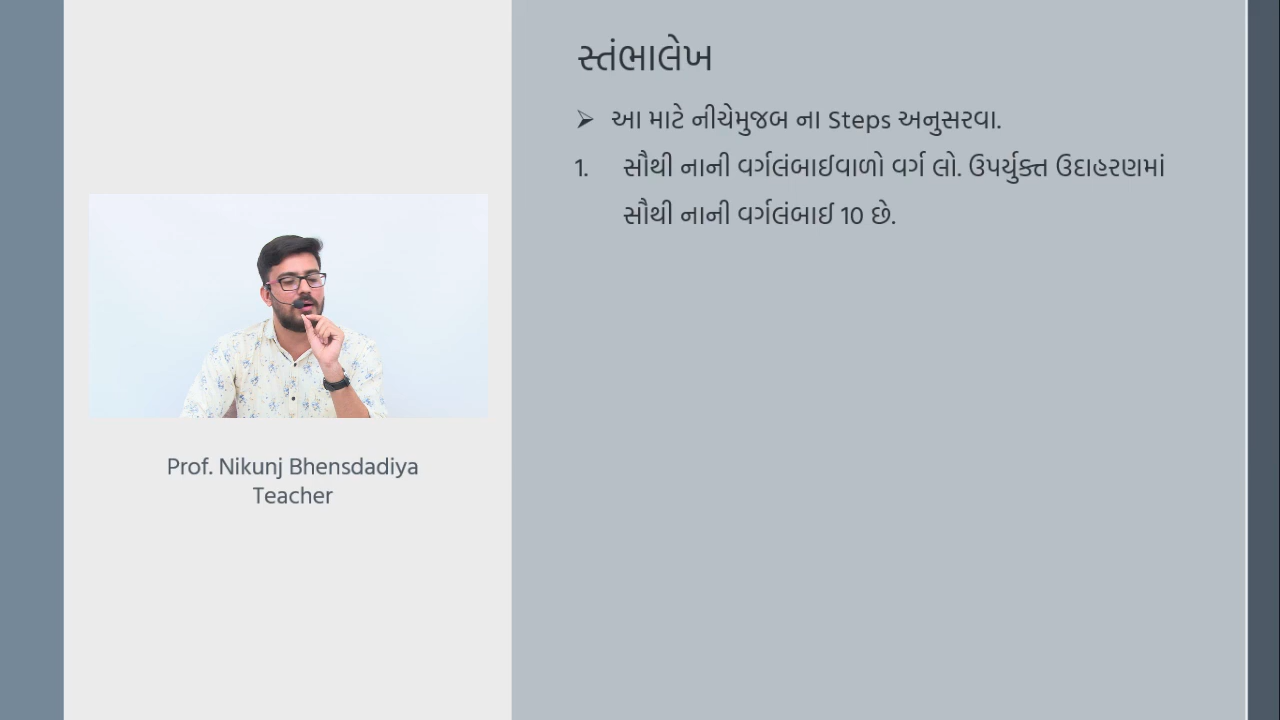 સ્તંભાલેખ
➢ આ માટે નીચેમુજબ ના Steps અનુસરવા.
1. સૌથી નાની વર્ગલંબાઈવાળો વર્ગ લો. ઉપર્યુક્ત ઉદાહરણમાં
સૌથી નાની વર્ગલંબાઈ 10 છે.
Prof. Nikunj Bhensdadiya
Teacher